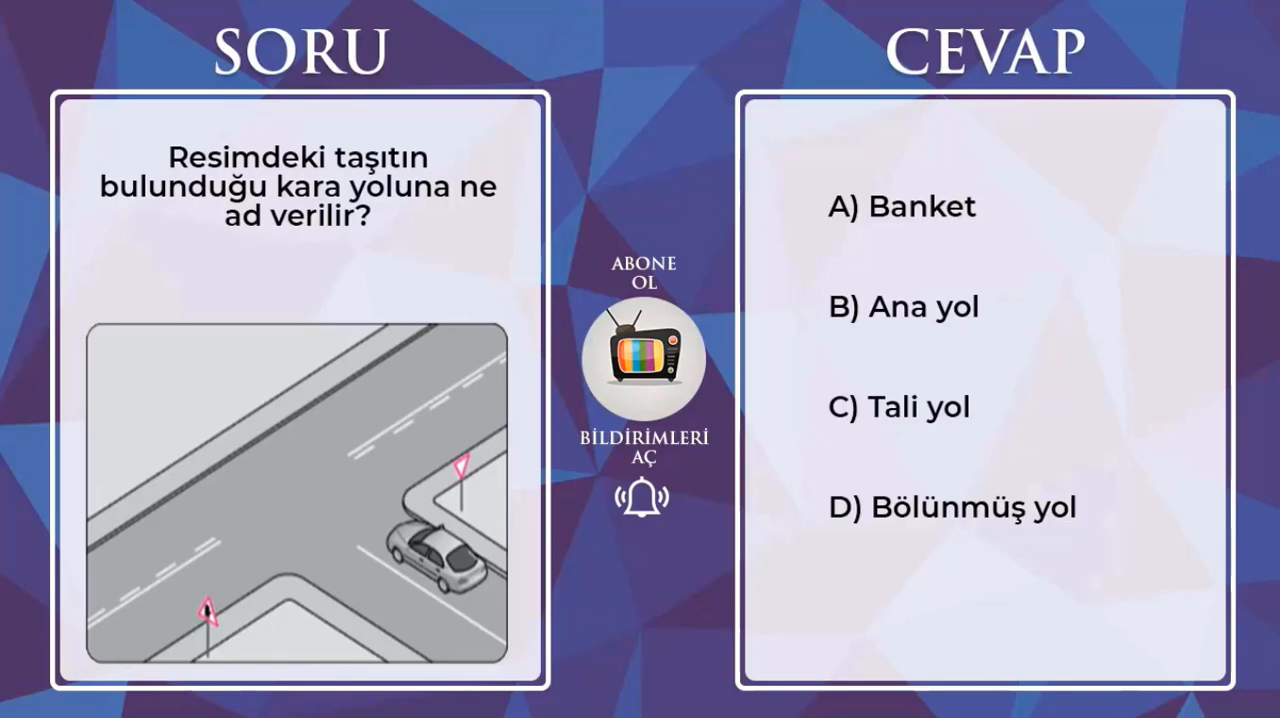 SORU
Resimdeki taşıtın
bulunduğu kara yoluna ne
ad verilir?
ABONE
OL
BİLDİRİMLERİ
AÇ
CEVAP
A) Banket
B) Ana yol
C) Tali yol
D) Bölünmüş yol